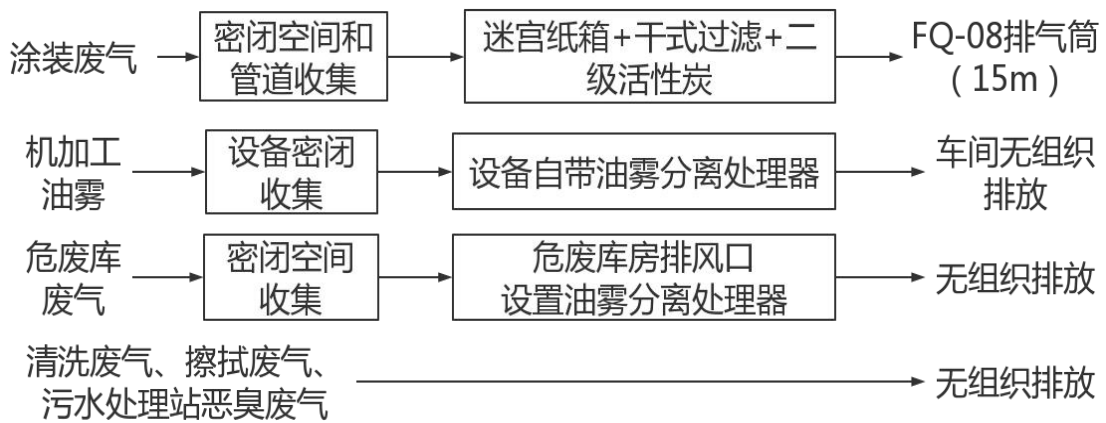 涂装废气
密闭空间和
管道收集
迷宫纸箱+干式过滤+二
级活性炭
FQ-08排气筒
（15m）
机加工
油雾
设备密闭
收集
设备自带油雾分离处理器
车间无组织
排放
危废库
废气
密闭空间
收集
危废库房排风口
设置油雾分离处理器
无组织排放
清洗废气、擦拭废气、
污水处理站恶臭废气
无组织排放